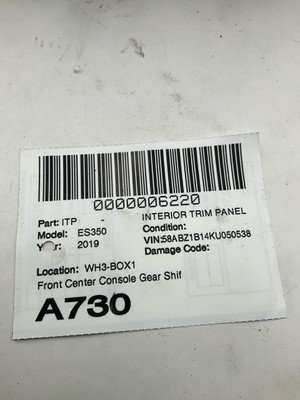 0000006220
Part: ITP - INTERIOR TRIM PANEL
Model: ES350 Condition:
Year: 2019 VIN:58ABZ1B14KU050538
Damage Code:
Location: WH3-BOX1
Front Center Console Gear Shif
A730